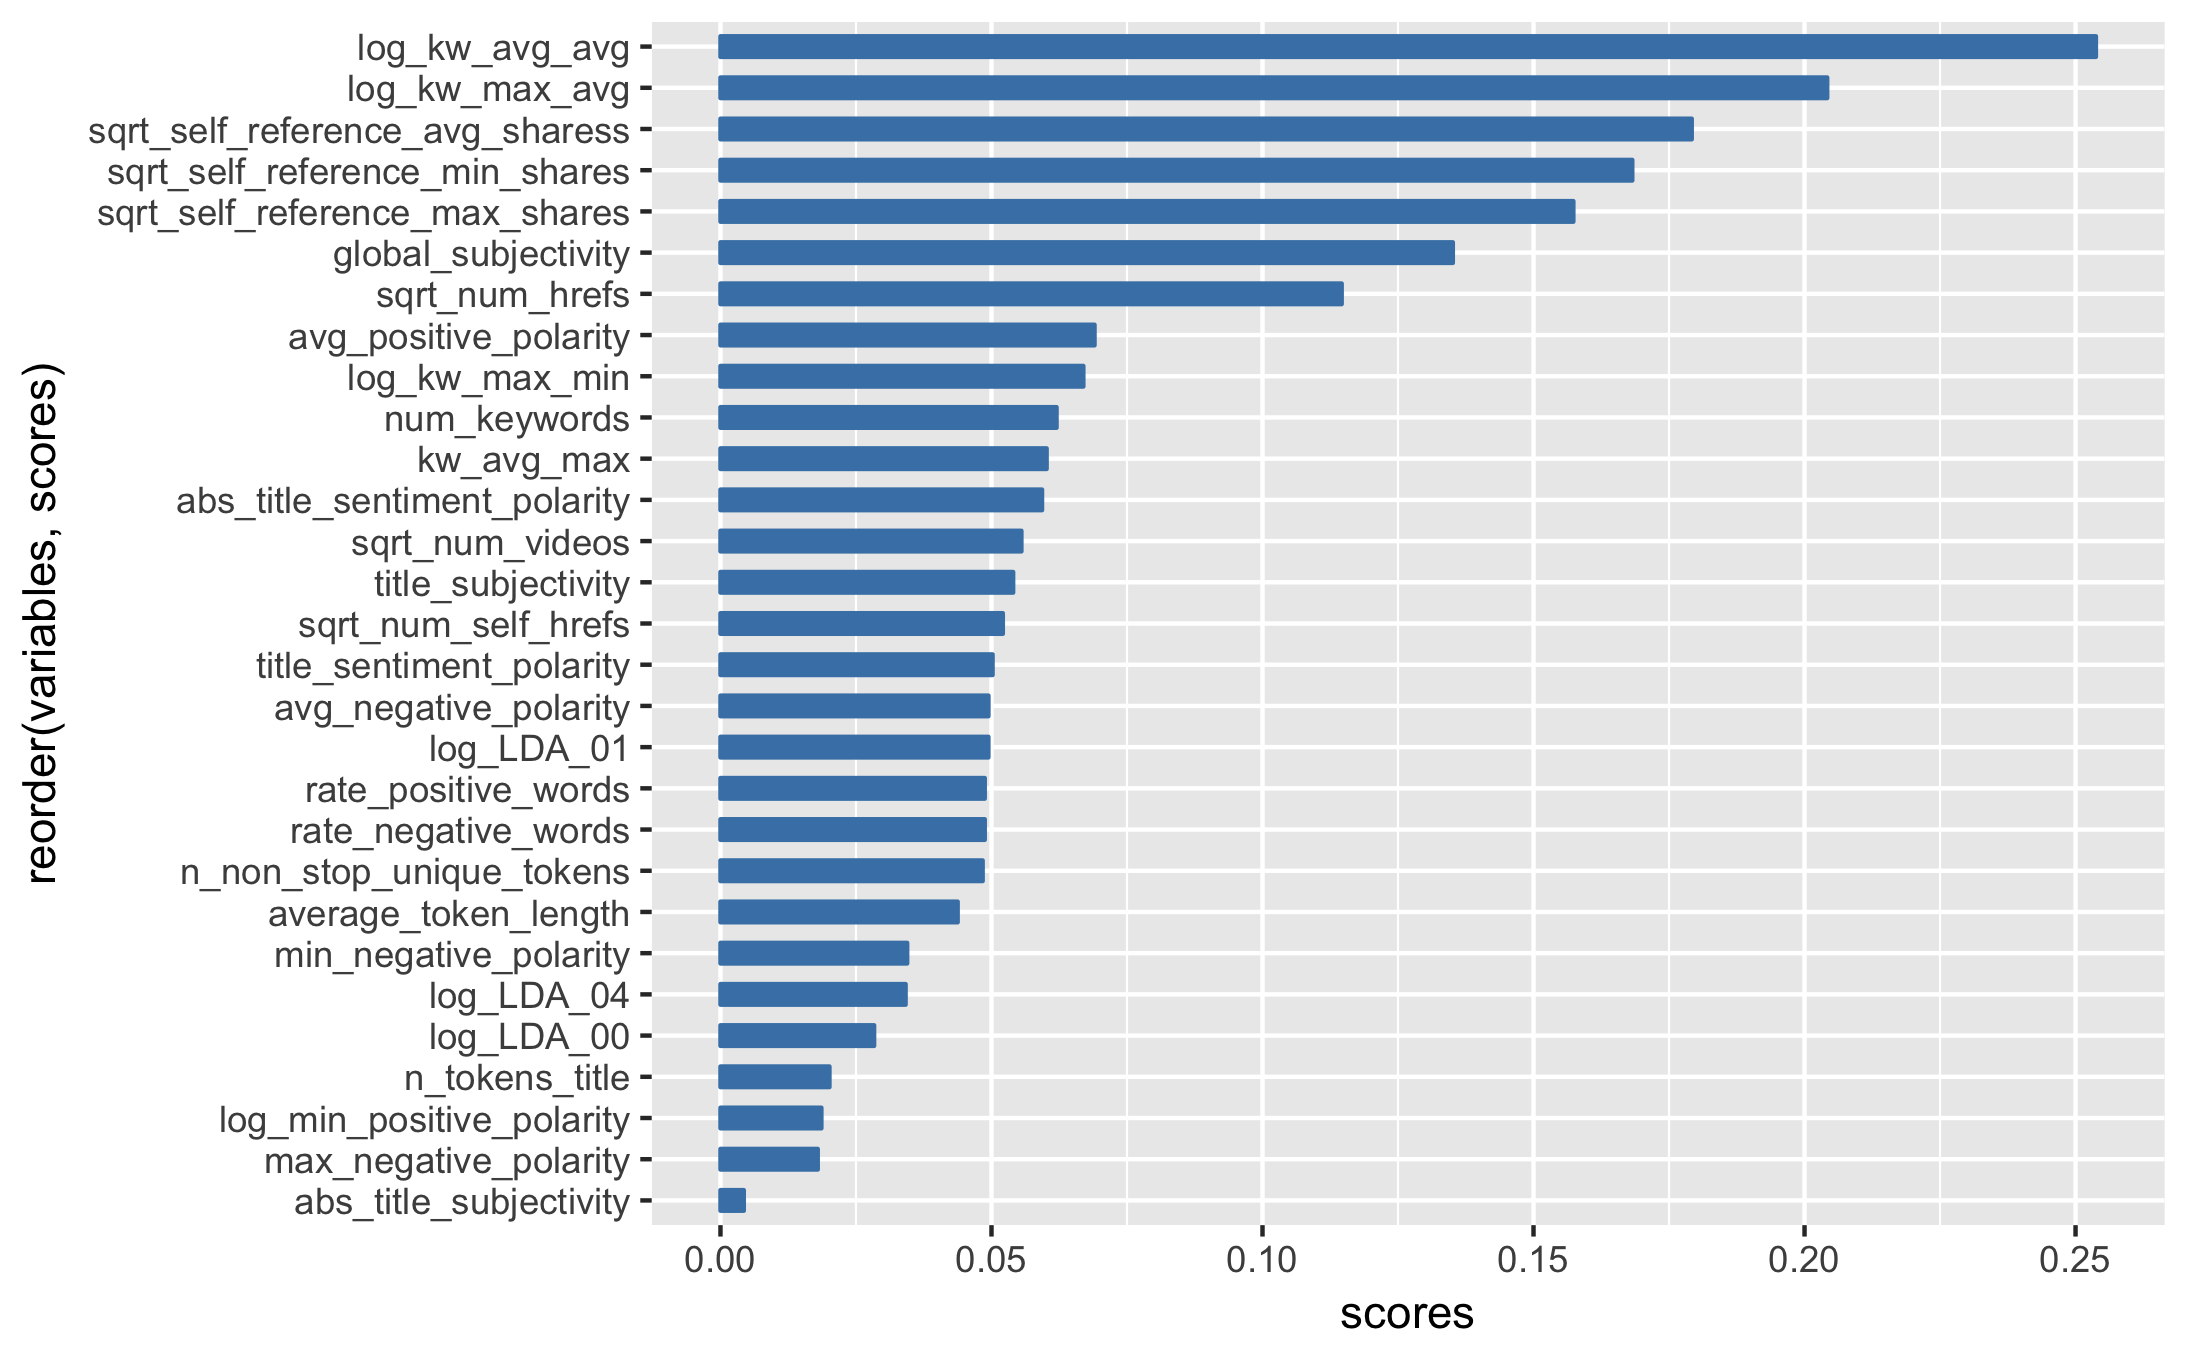 log_kw_avg_avg
log_kw_max_avg
sqrt_self_reference_avg_sharess
sqrt_self_reference_min_shares
sqrt_self_reference_max_shares
global_subjectivity
sqrt_num_hrefs
avg_positive_polarity
log_kw_max_min
num_keywords
kw_avg_max
abs_title_sentiment_polarity
sqrt_num_videos
title_subjectivity
sqrt_num_self_hrefs
title_sentiment_polarity
avg_negative_polarity
log_LDA_01
rate_positive_words
rate_negative_words
n_non_stop_unique_tokens
average_token_length
min_negative_polarity
log_LDA_04
log_LDA_00
n_tokens_title
log_min_positive_polarity
max_negative_polarity
abs_title_subjectivity
reorder(variables, scores)
0.00 0.05 0.10 0.15 0.20 0.25
scores